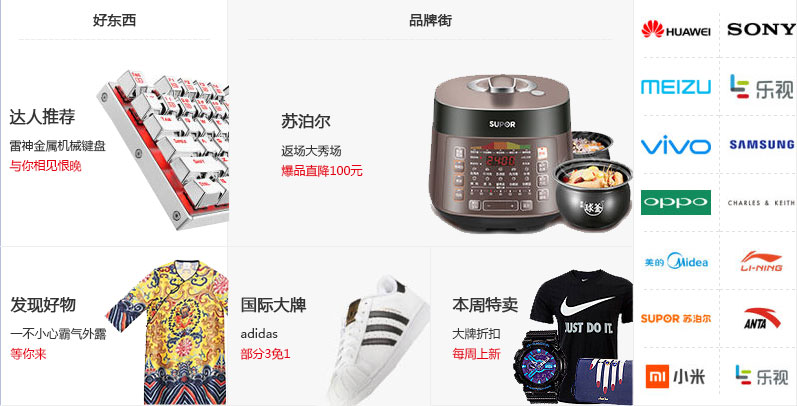 好东西
品牌街
达人推荐
雷神金属机械键盘
与你相见恨晚
苏泊尔
返场大秀场
爆品直降100元
SUPOR
2400
球釜
发现好物
一不小心霸气外露
等你来
国际大牌
adidas
部分3免1
本周特卖
大牌折扣
每周上新
JUST DO IT.
HUAWEI
SONY
MEIZU
乐视
vivo
SAMSUNG
OPPO
CHARLES & KEITH
美的 Midea
LI-NING
SUPOR 苏泊尔
ANTA
MI 小米
乐视